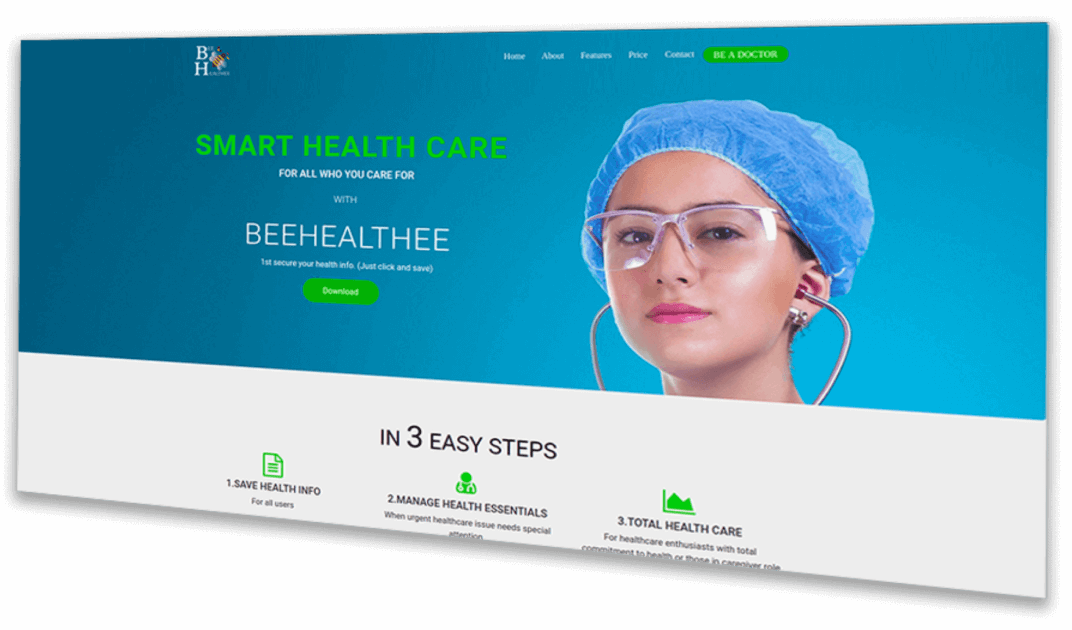 BEE
HEALTHEE
Home About Features Price Contact BE A DOCTOR
SMART HEALTH CARE
FOR ALL WHO YOU CARE FOR
WITH
BEEHEALTHEE
1st secure your health info. (Just click and save)
Download
IN 3 EASY STEPS
1.SAVE HEALTH INFO
For all users
2.MANAGE HEALTH ESSENTIALS
When urgent healthcare issue needs special
attention
3.TOTAL HEALTH CARE
For healthcare enthusiasts with total
commitment to health or those in caregiver role